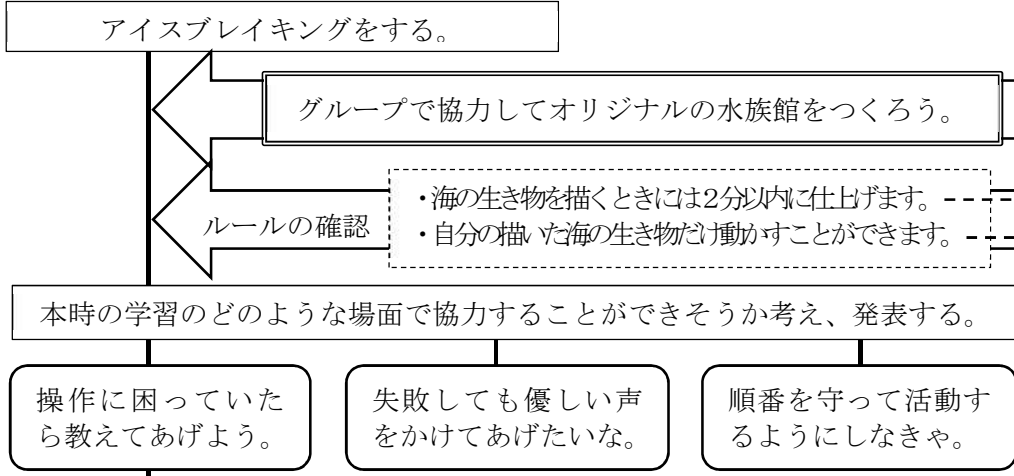 アイスブレイキングをする。
グループで協力してオリジナルの水族館をつくろう。
ルールの確認
・海の生き物を描くときには２分以内に仕上げます。
・自分の描いた海の生き物だけ動かすことができます。
本時の学習のどのような場面で協力することができそうか考え、発表する。
操作に困っていた
ら教えてあげよう。
失敗しても優しい声
をかけてあげたいな。
順番を守って活動す
るようにしなきゃ。